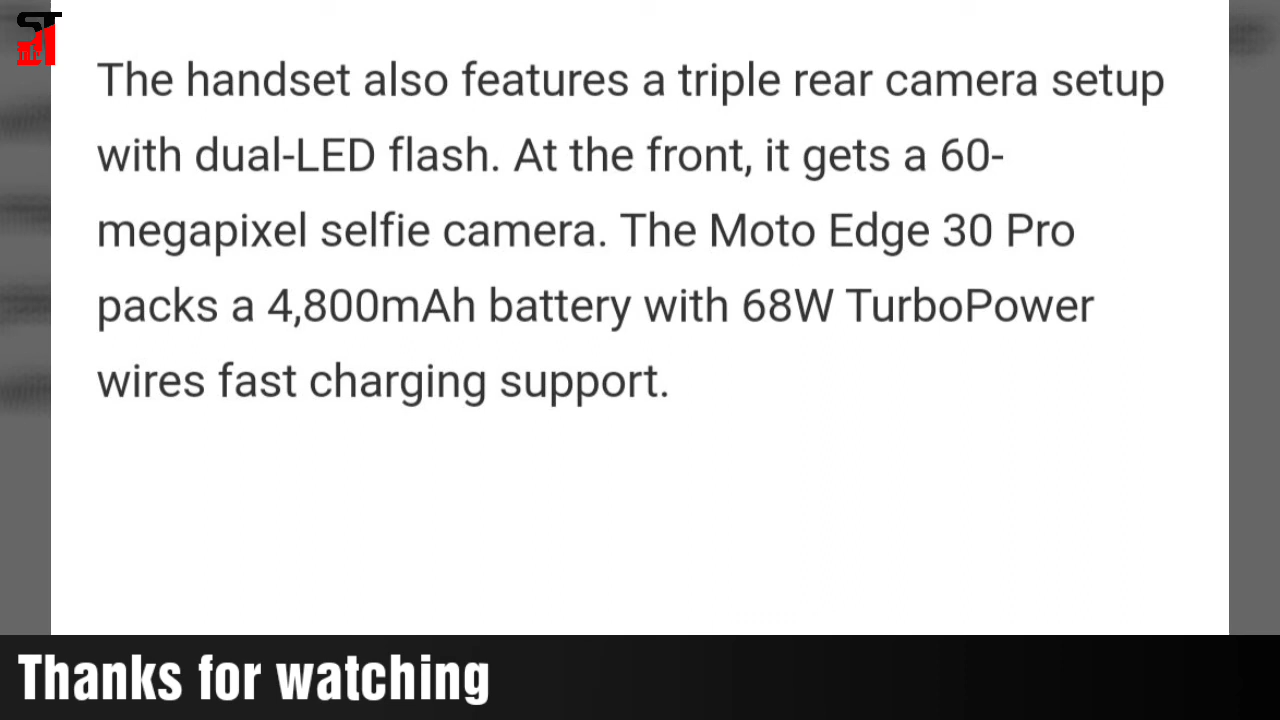 ST
The handset also features a triple rear camera setup
with dual-LED flash. At the front, it gets a 60-
megapixel selfie camera. The Moto Edge 30 Pro
packs a 4,800mAh battery with 68W TurboPower
wires fast charging support.
Thanks for watching